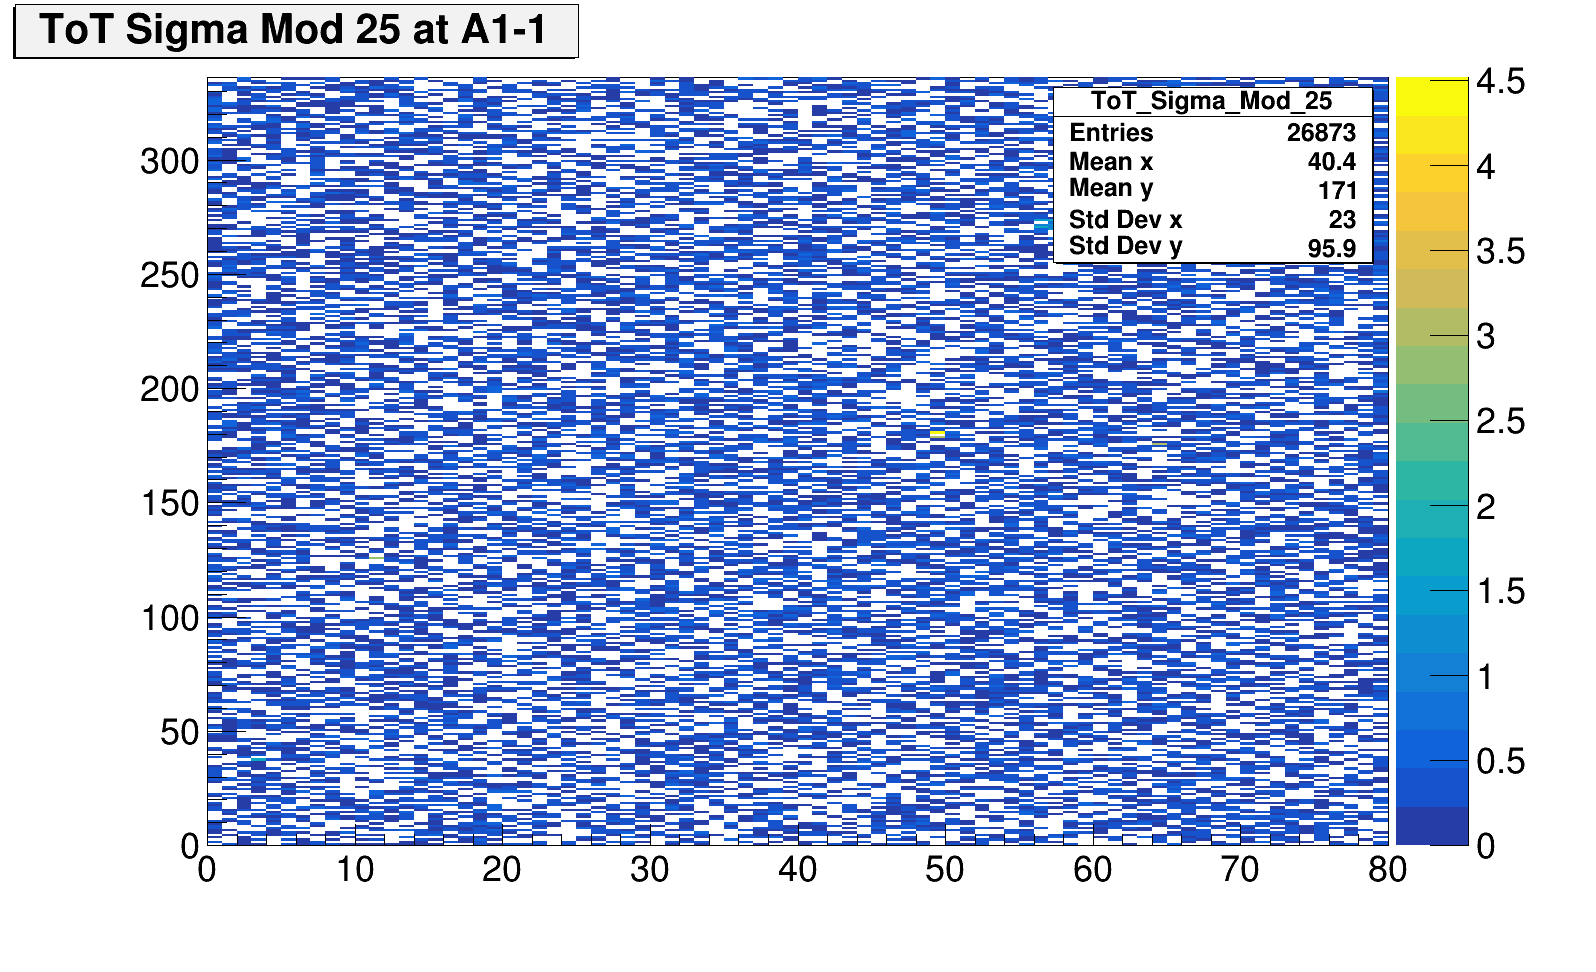 ToT Sigma Mod 25 at A1-1
ToT_Sigma_Mod_25
Entries 26873
Mean x 40.4
Mean y 171
Std Dev x 23
Std Dev y 95.9
300
250
200
150
100
50
0
0 10 20 30 40 50 60 70 80
4.5
4
3.5
3
2.5
2
1.5
1
0.5
0